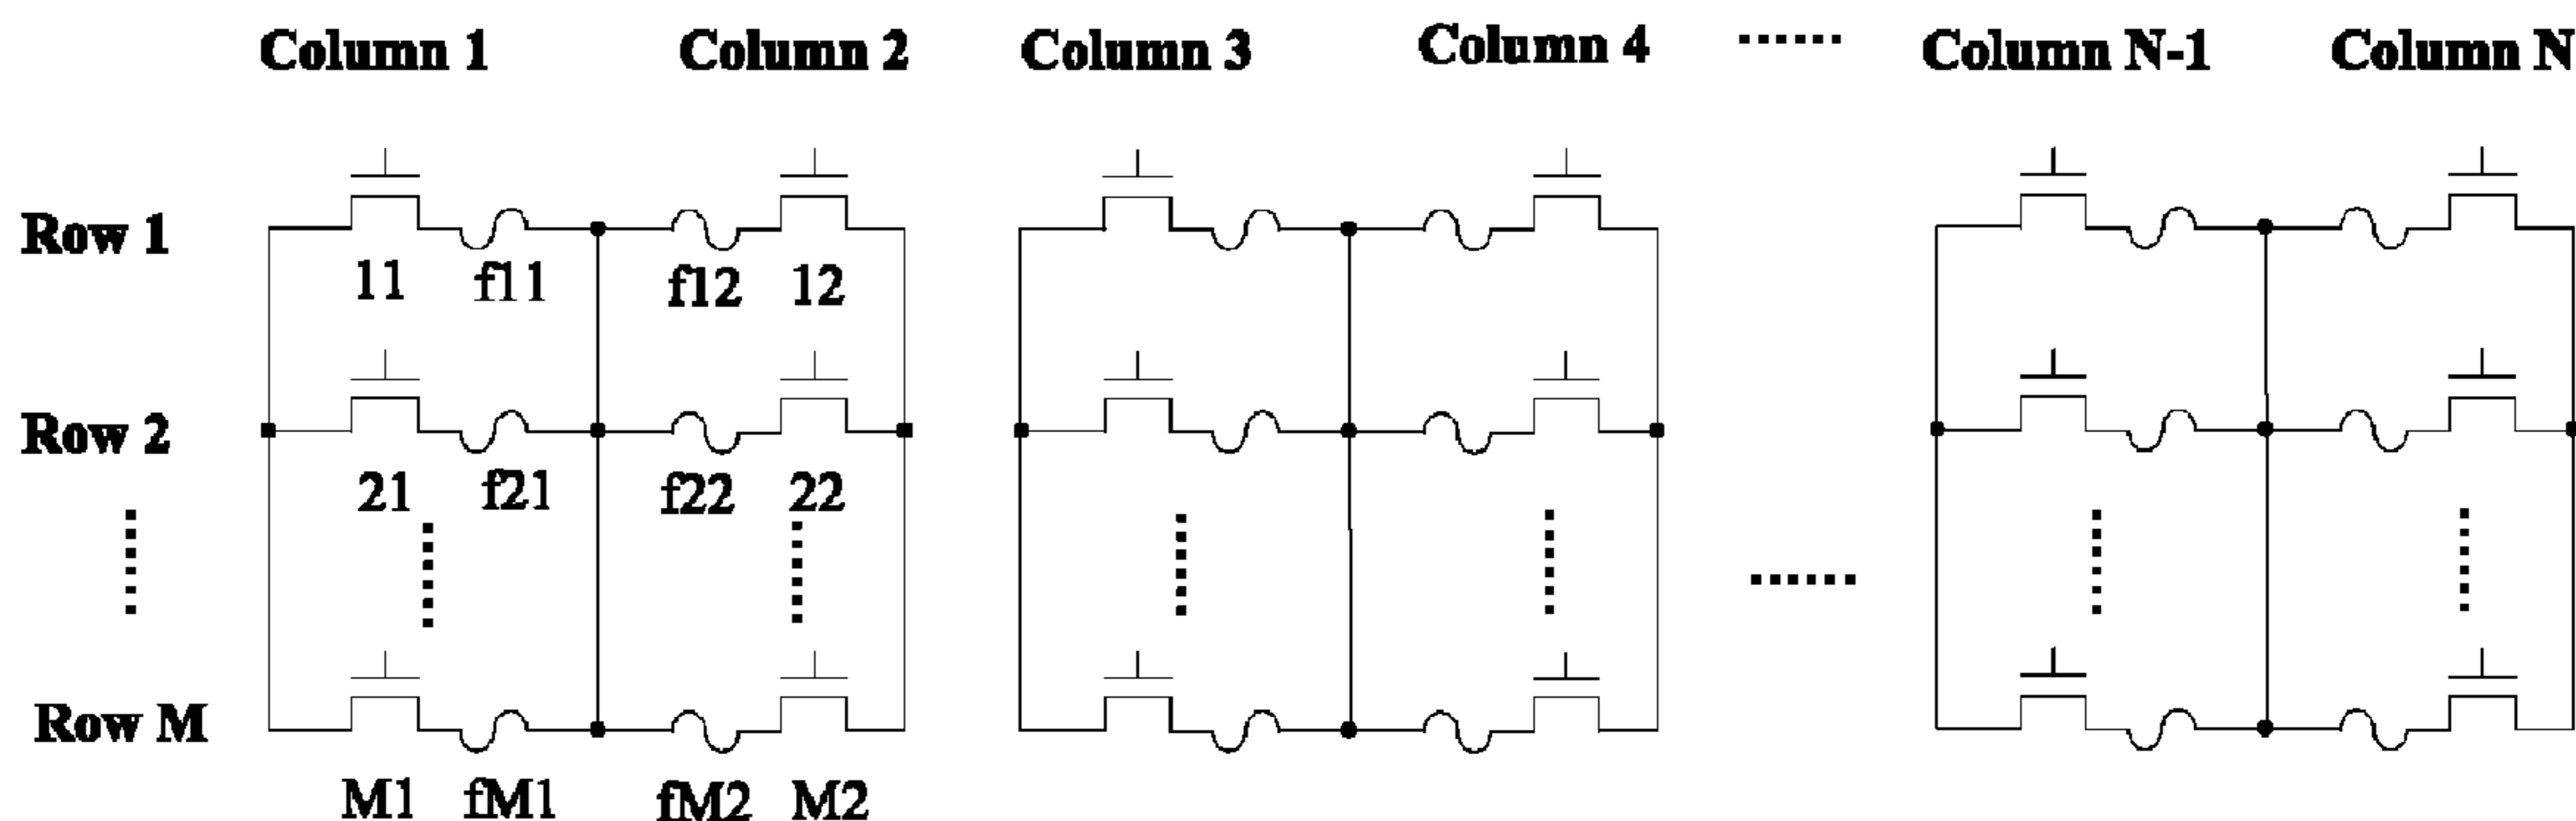 Column 1 Column 2 Column 3 Column 4 ...... Column N-1 Column N
Row 1
11 f11 f12 12
Row 2
21 f21 f22 22
......
Row M
M1 fM1 fM2 M2